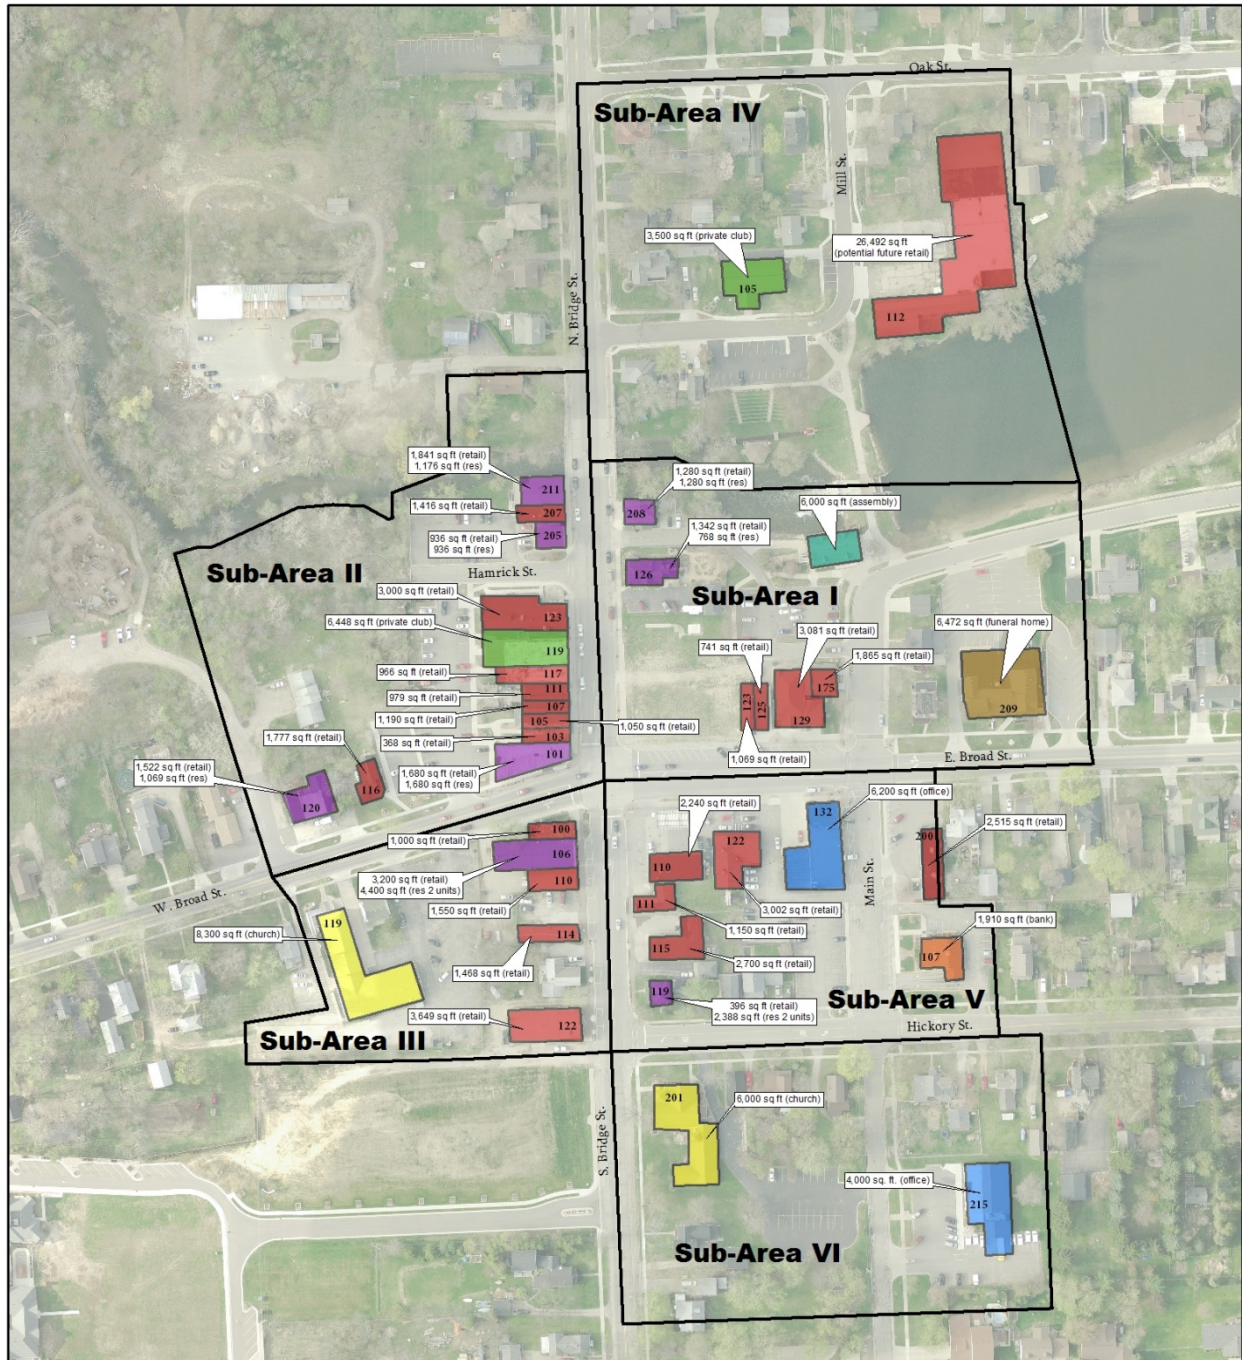 Oak St.
Sub-Area IV
Mill St.
3,500 sq ft (private club)
105
26,492 sq ft
(potential future retail)
112
N. Bridge St.
1,841 sq ft (retail)
1,176 sq ft (res)
211
1,416 sq ft (retail)
207
936 sq ft (retail)
936 sq ft (res)
205
1,280 sq ft (retail)
1,280 sq ft (res)
208
6,000 sq ft (assembly)
1,342 sq ft (retail)
768 sq ft (res)
126
Sub-Area II
Hamrick St.
Sub-Area I
3,000 sq ft (retail)
123
6,448 sq ft (private club)
119
966 sq ft (retail)
117
979 sq ft (retail)
111
1,190 sq ft (retail)
107
105
1,050 sq ft (retail)
368 sq ft (retail)
103
1,680 sq ft (retail)
1,680 sq ft (res)
101
1,777 sq ft (retail)
116
1,522 sq ft (retail)
1,069 sq ft (res)
120
741 sq ft (retail)
3,081 sq ft (retail)
1,865 sq ft (retail)
123
125
129
175
1,069 sq ft (retail)
6,472 sq ft (funeral home)
209
E. Broad St.
W. Broad St.
1,000 sq ft (retail)
100
3,200 sq ft (retail)
4,400 sq ft (res 2 units)
106
1,550 sq ft (retail)
110
1,468 sq ft (retail)
114
119
8,300 sq ft (church)
3,649 sq ft (retail)
122
Sub-Area III
2,240 sq ft (retail)
110
122
3,002 sq ft (retail)
6,200 sq ft (office)
132
Main St.
200
2,515 sq ft (retail)
111
1,150 sq ft (retail)
115
2,700 sq ft (retail)
1,910 sq ft (bank)
107
119
396 sq ft (retail)
2,388 sq ft (res 2 units)
Sub-Area V
Hickory St.
S. Bridge St.
201
6,000 sq ft (church)
4,000 sq. ft. (office)
215
Sub-Area VI